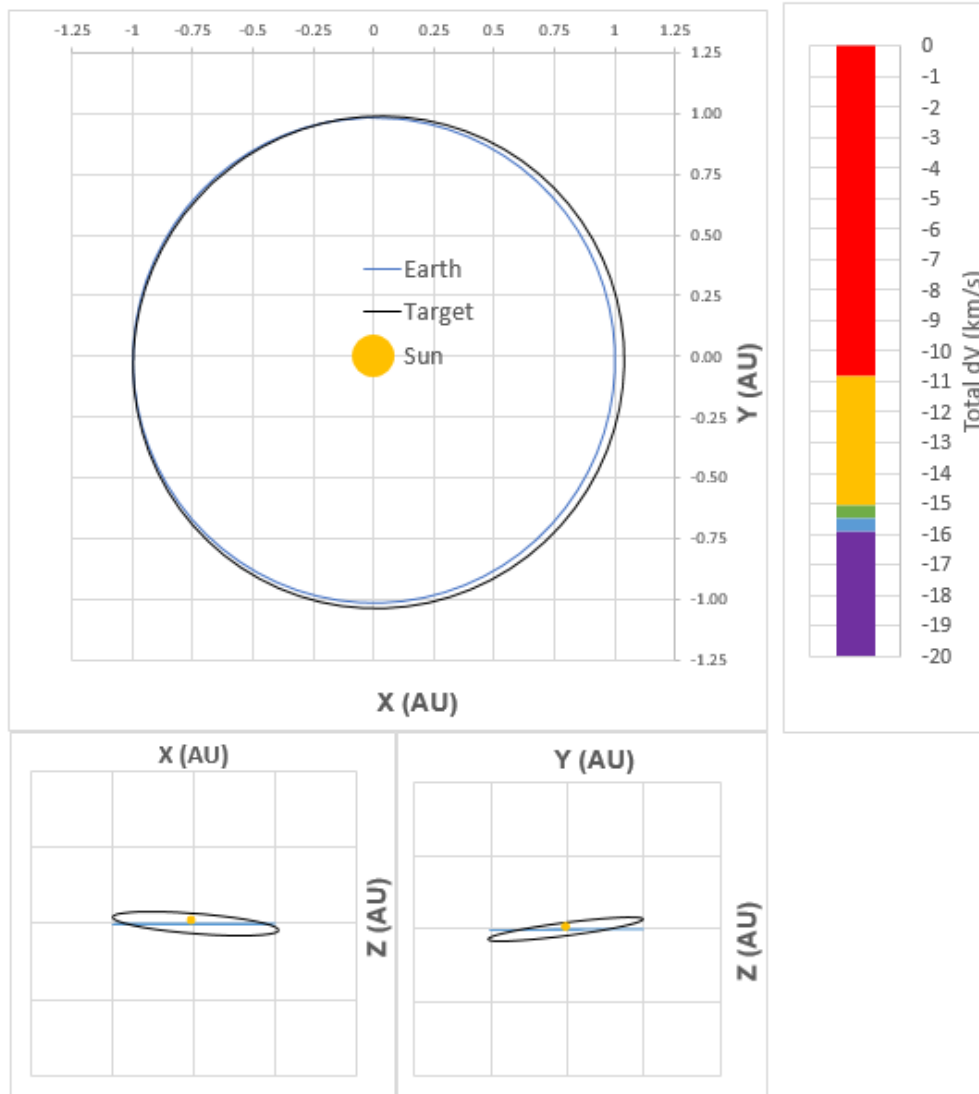 -1.25 -1 -0.75 -0.5 -0.25 0 0.25 0.5 0.75 1 1.25
1.25
1.00
0.75
0.50
0.25
0.00
-0.25
-0.50
-0.75
-1.00
-1.25
Earth
Target
Sun
Y (AU)
X (AU)
0
-1
-2
-3
-4
-5
-6
-7
-8
-9
-10
-11
-12
-13
-14
-15
-16
-17
-18
-19
-20
Total dV (km/s)
X (AU)
Z (AU)
Y (AU)
Z (AU)